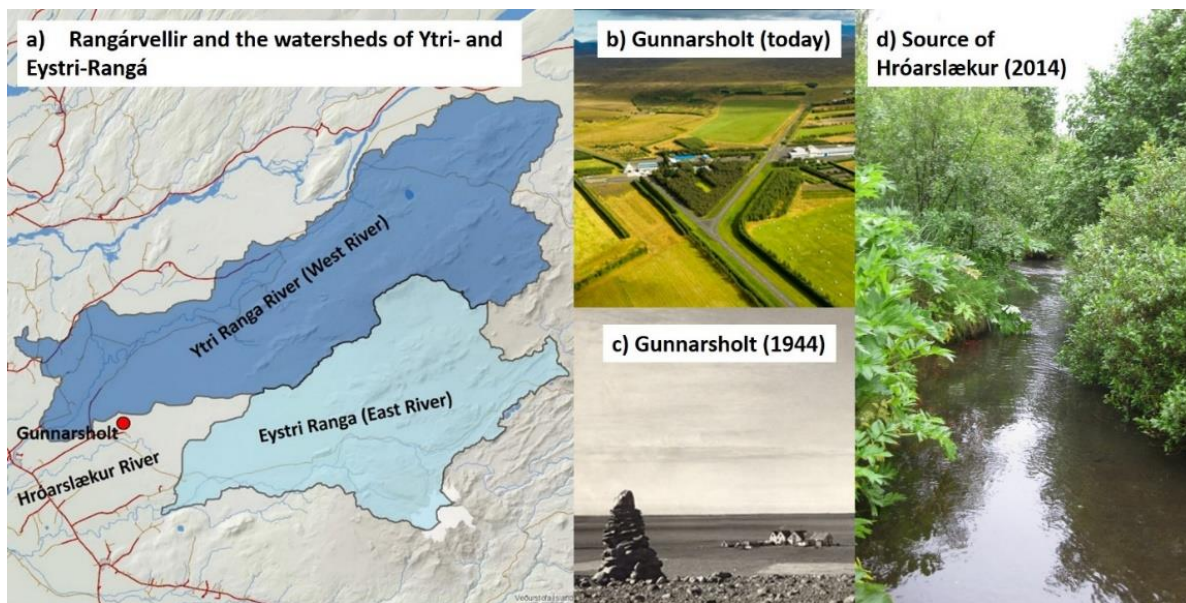 a) Rangárvellir and the watersheds of Ytri- and
Eystri-Rangá
Ytri Ranga River (West River)
Eystri Ranga (East River)
Gunnarsholt
Hróarslækur River
b) Gunnarsholt (today)
c) Gunnarsholt (1944)
d) Source of
Hróarslækur (2014)